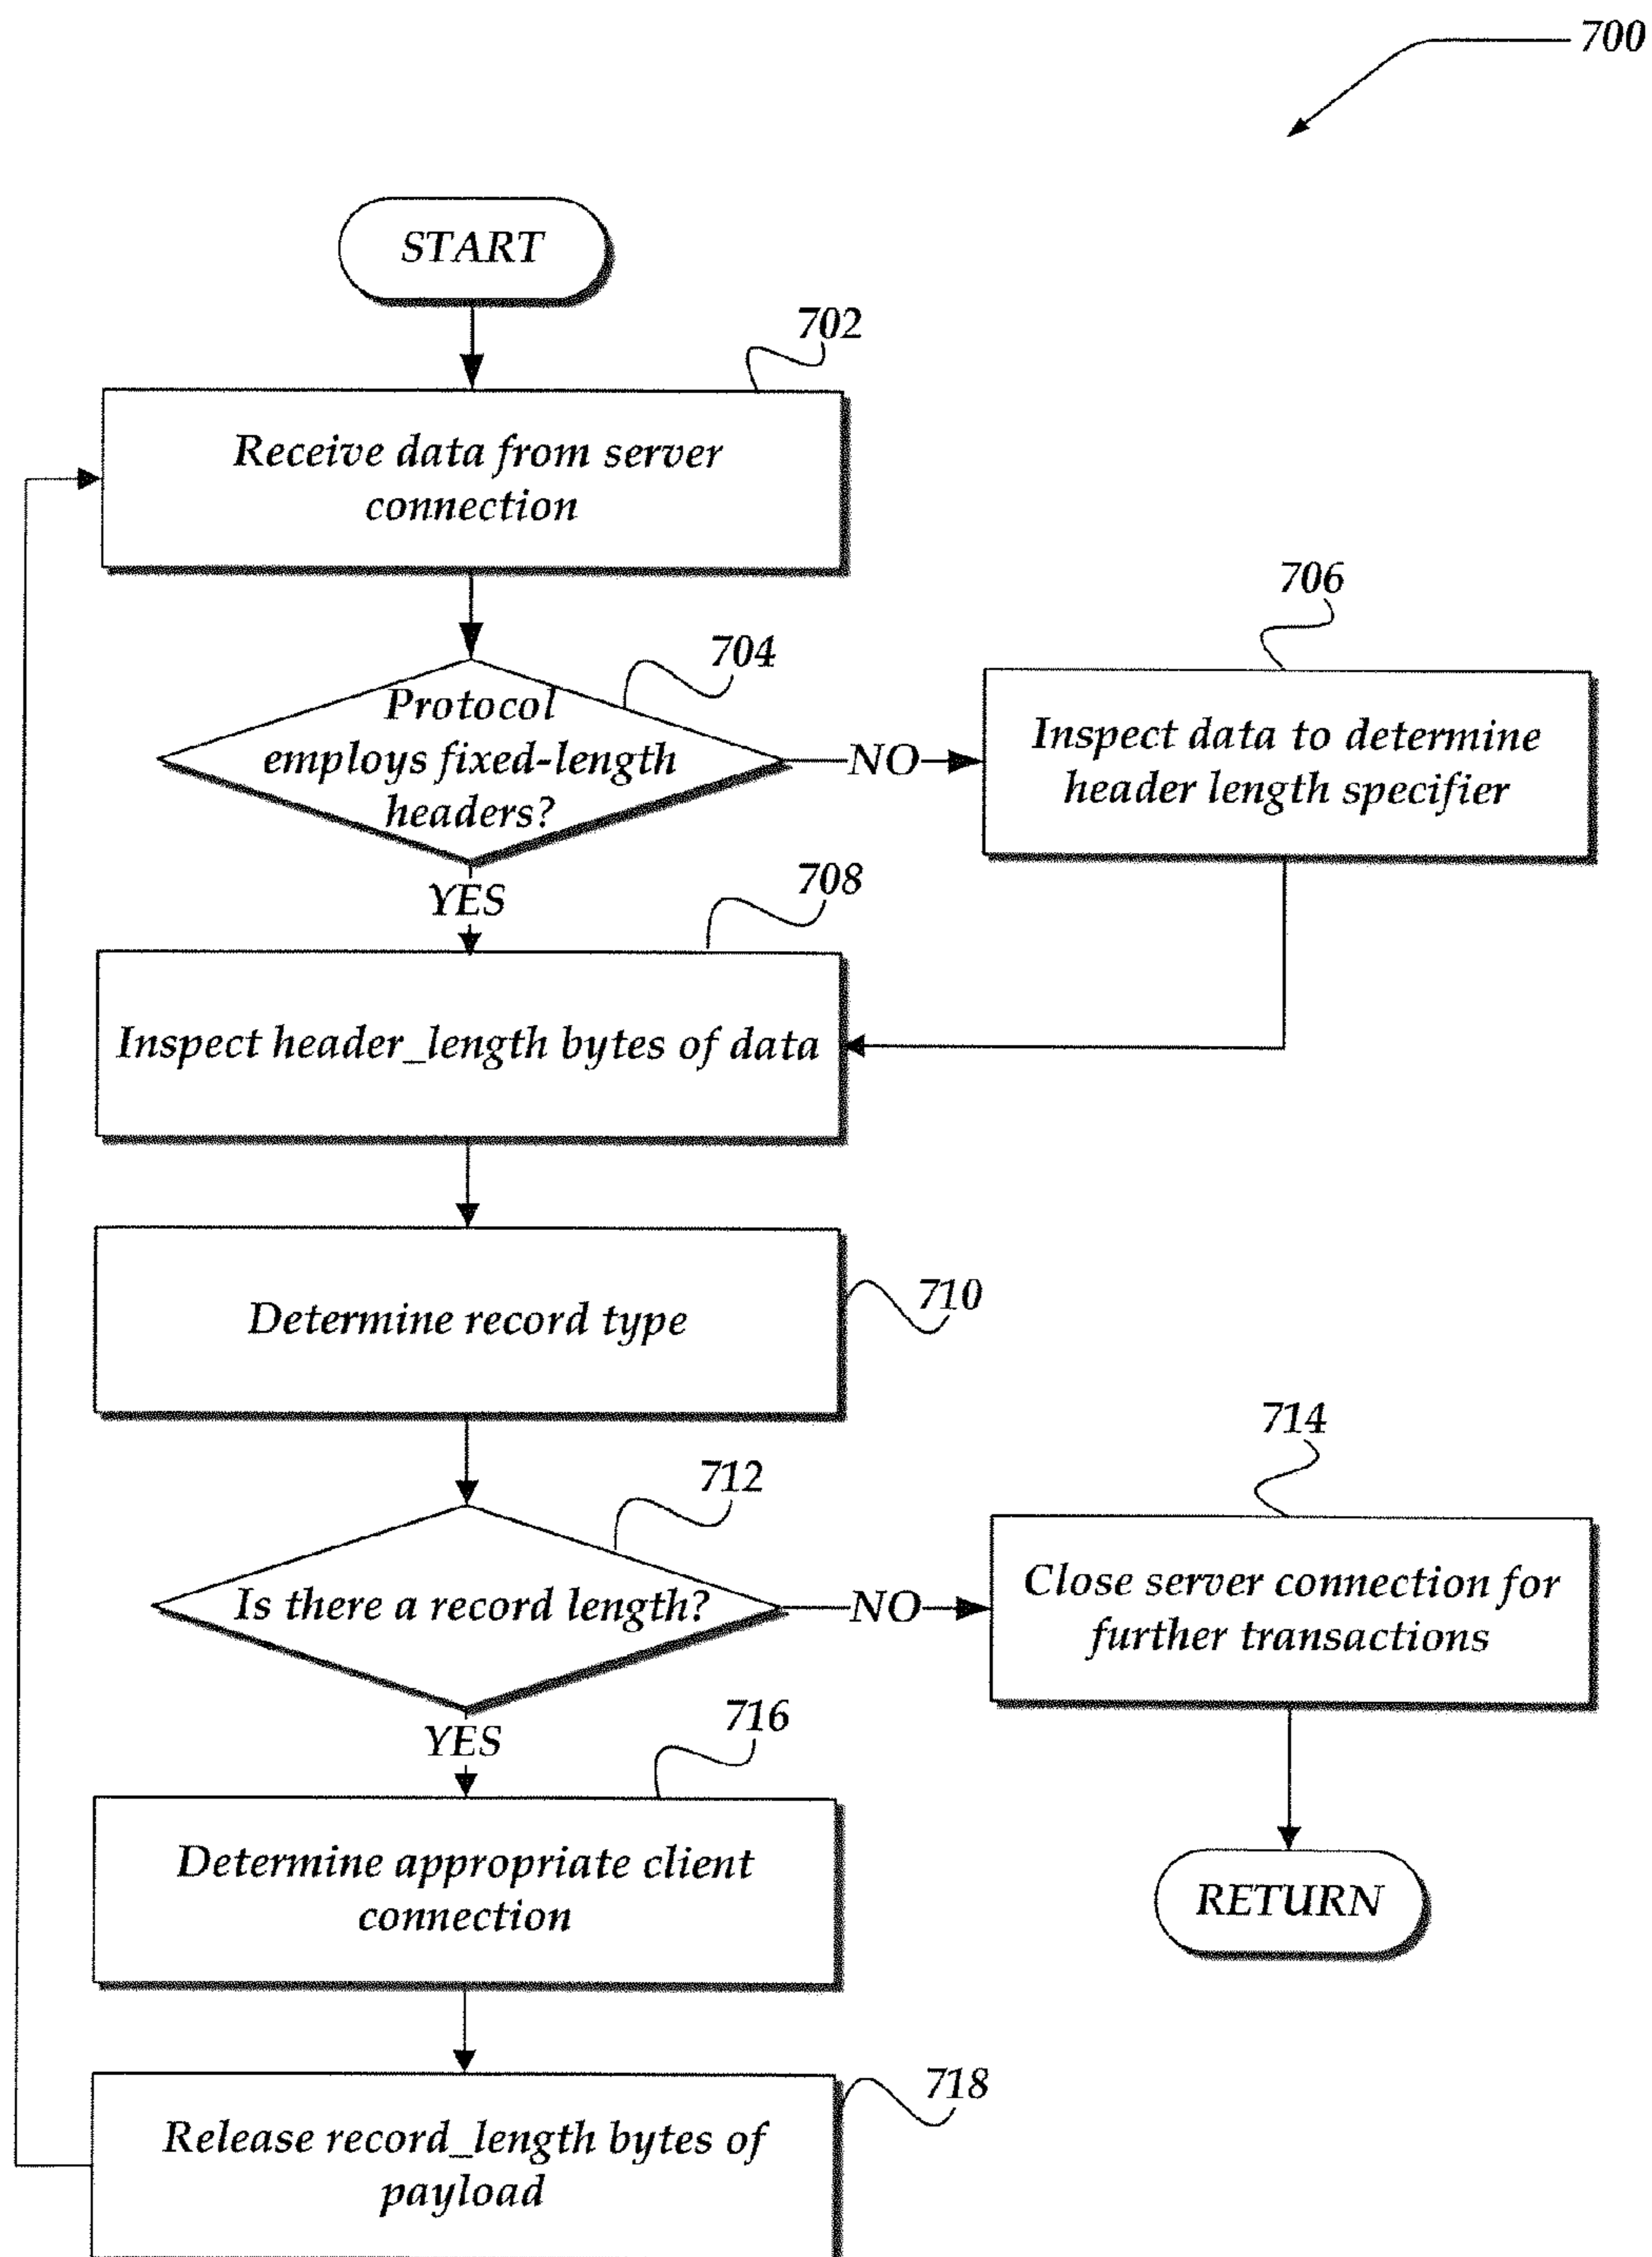 700
START
702
Receive data from server
connection
704
706
Protocol
employs fixed-length
headers?
NO
Inspect data to determine
header length specifier
YES
708
Inspect header_length bytes of data
Determine record type
710
712
714
Is there a record length?
NO
Close server connection for
further transactions
YES
716
Determine appropriate client
connection
RETURN
718
Release record_length bytes of
payload